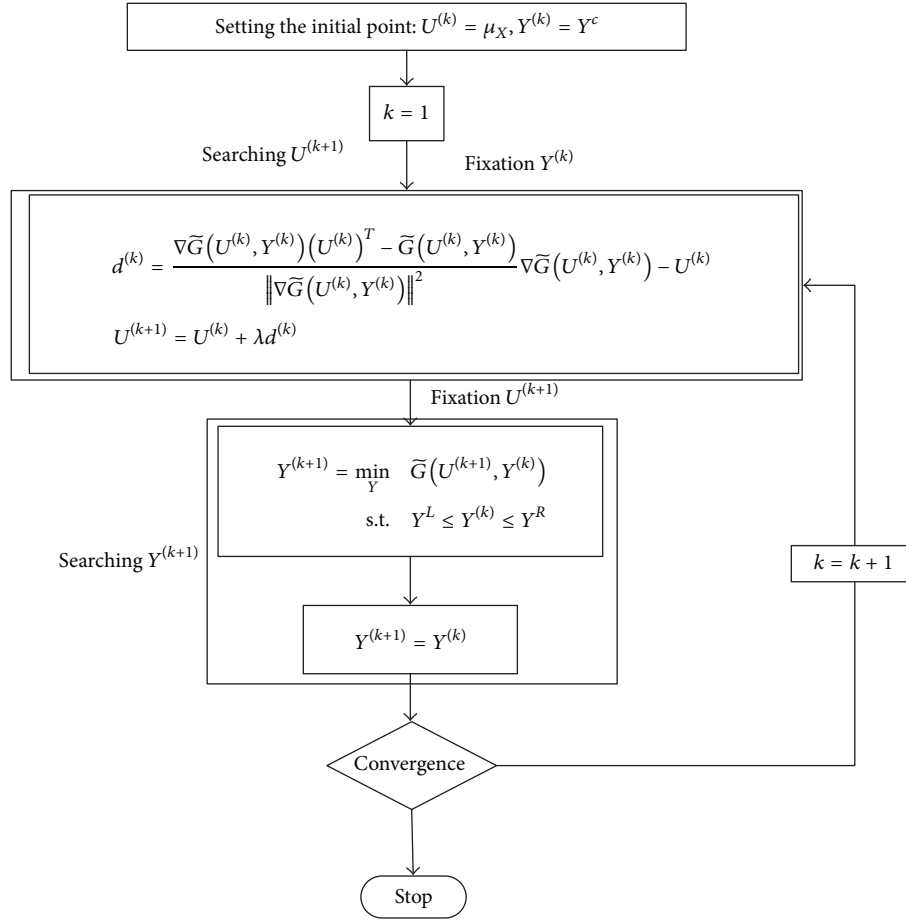 Setting the initial point: U^(k) = μ_X, Y^(k) = Y^c
k = 1
Searching U^(k+1)
Fixation Y^(k)
d^(k) = (∇G̃(U^(k), Y^(k))(U^(k))^T − G̃(U^(k), Y^(k))) / ‖∇G̃(U^(k), Y^(k))‖^2 ∇G̃(U^(k), Y^(k)) − U^(k)
U^(k+1) = U^(k) + λd^(k)
Fixation U^(k+1)
Y^(k+1) = min_Y G̃(U^(k+1), Y^(k))
s.t. Y^L ≤ Y^(k) ≤ Y^R
Searching Y^(k+1)
k = k + 1
Y^(k+1) = Y^(k)
Convergence
Stop